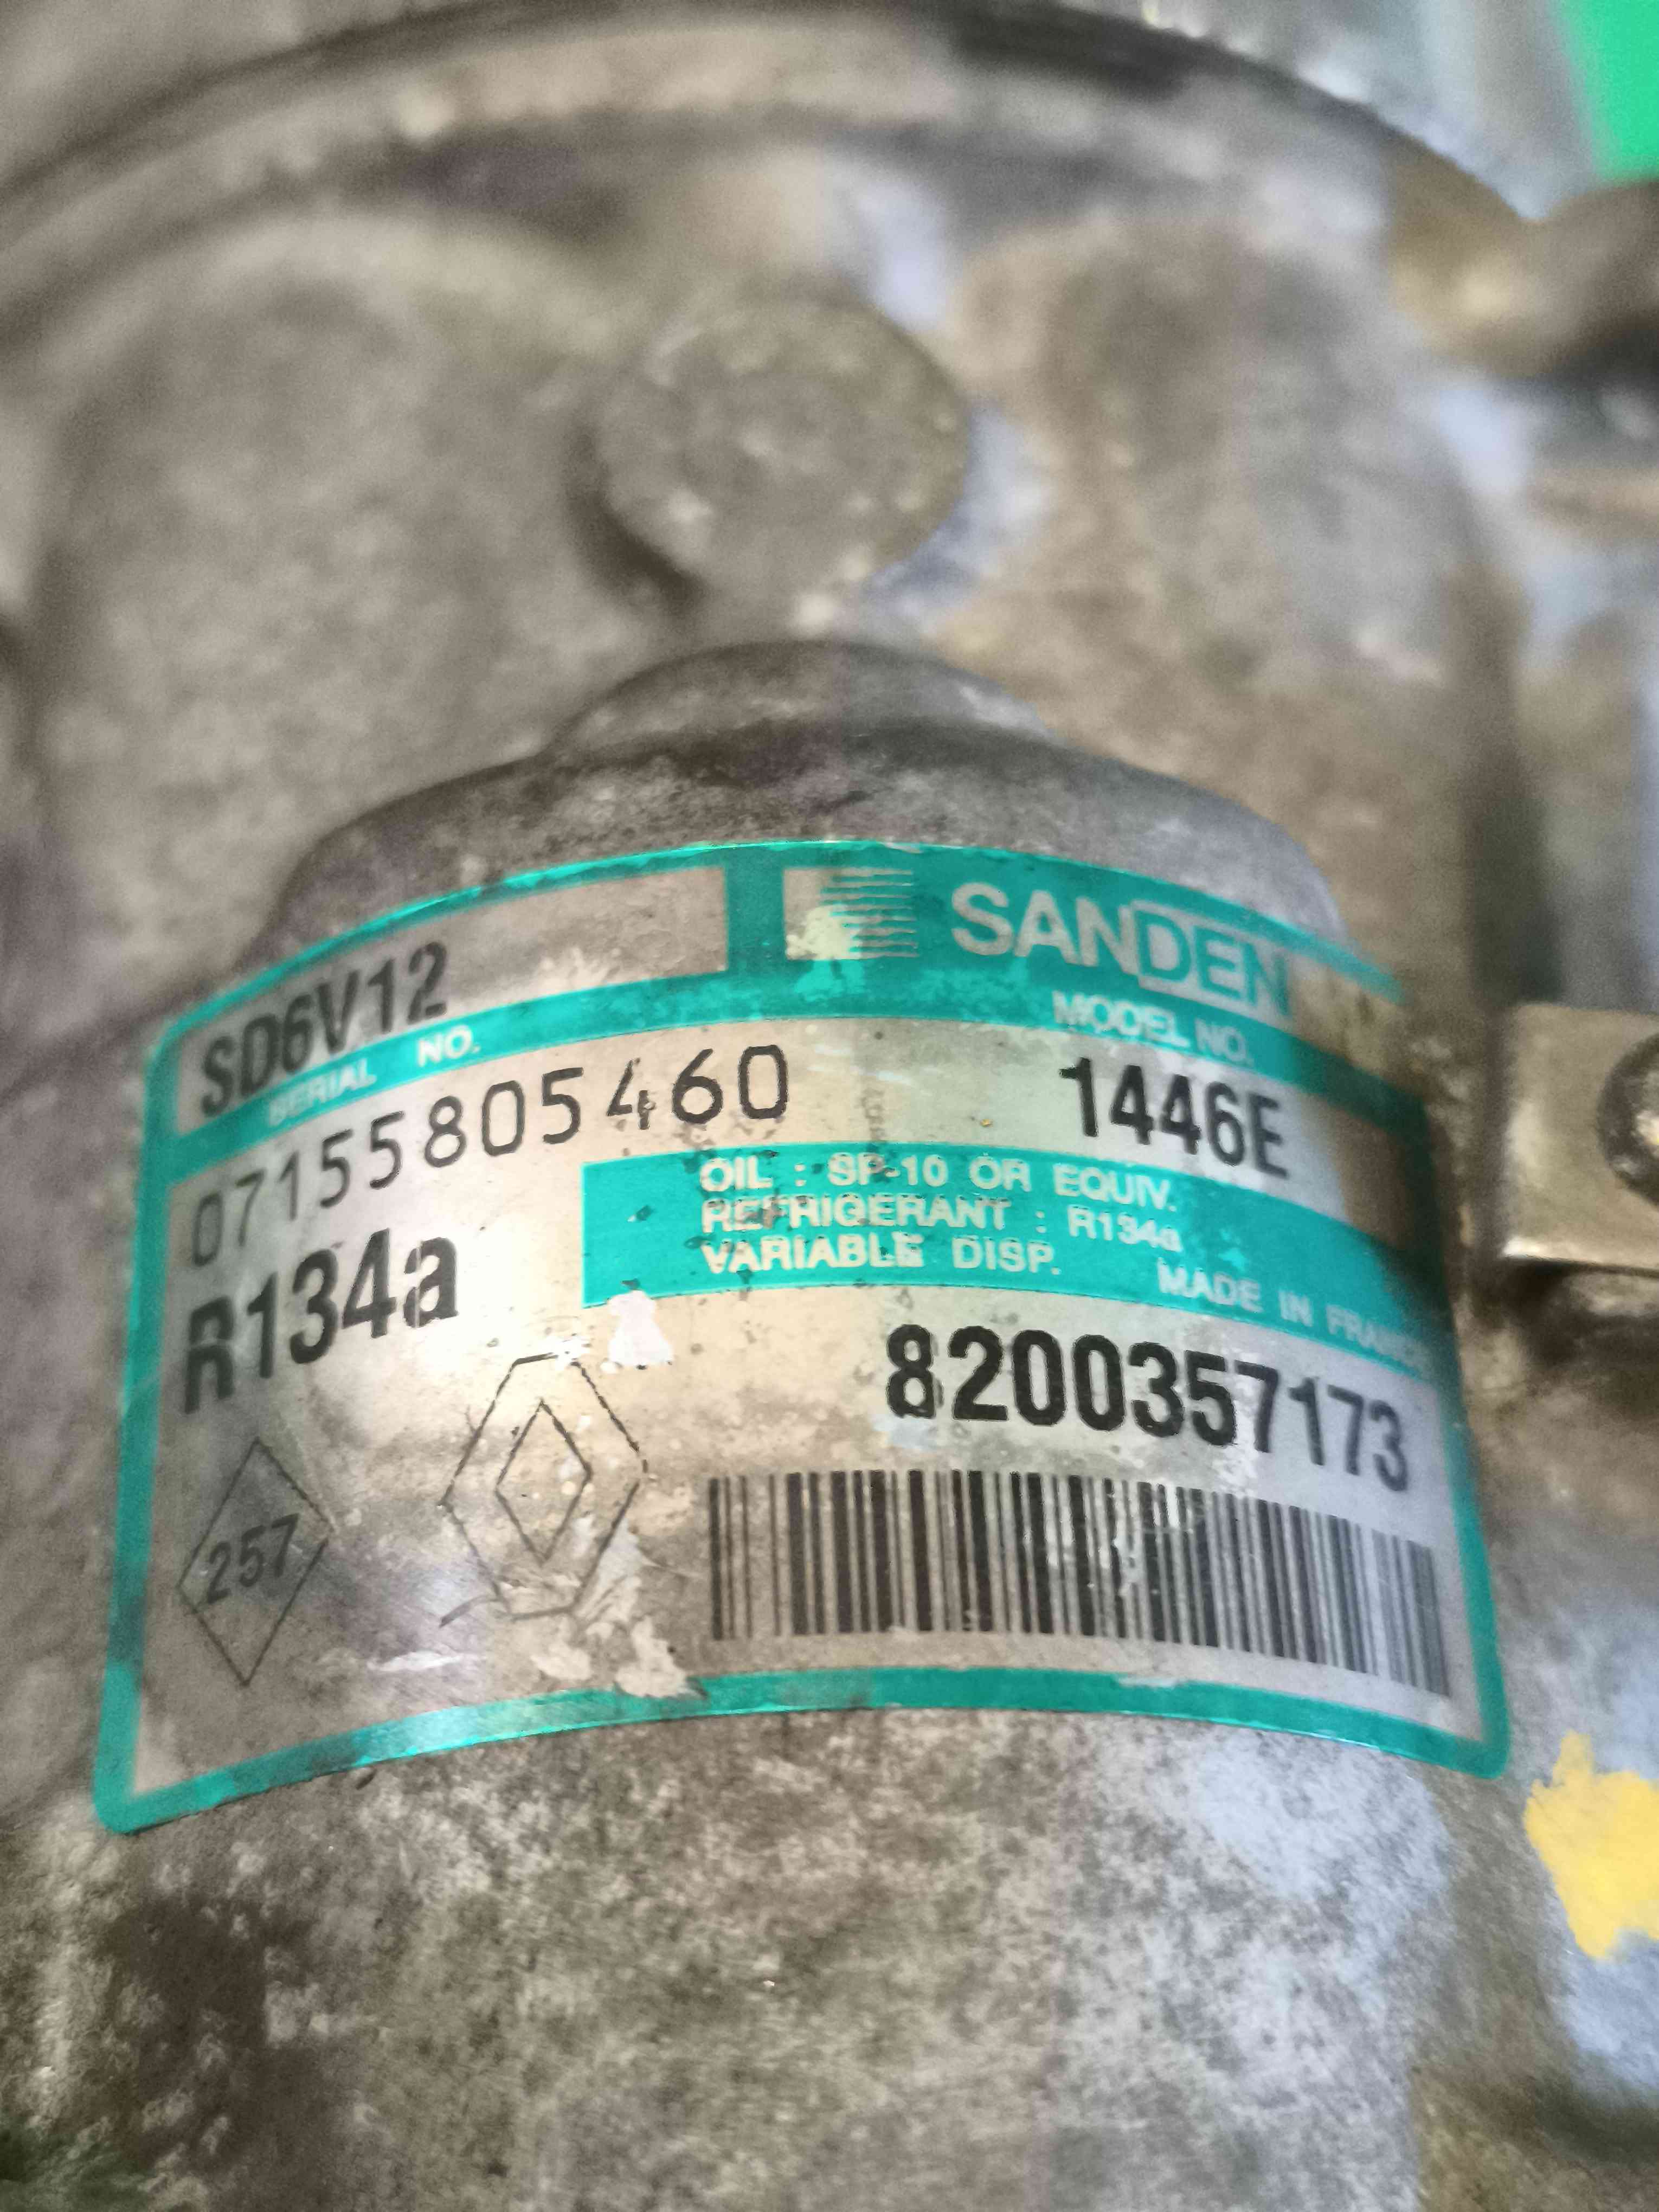 SD6V12
SANDEN
SERIAL NO.
MODEL NO.
07155805460
1446E
R134a
OIL : SP-10 OR EQUIV.
REFRIGERANT : R134a
VARIABLE DISP.
MADE IN FRANCE
8200357173
257